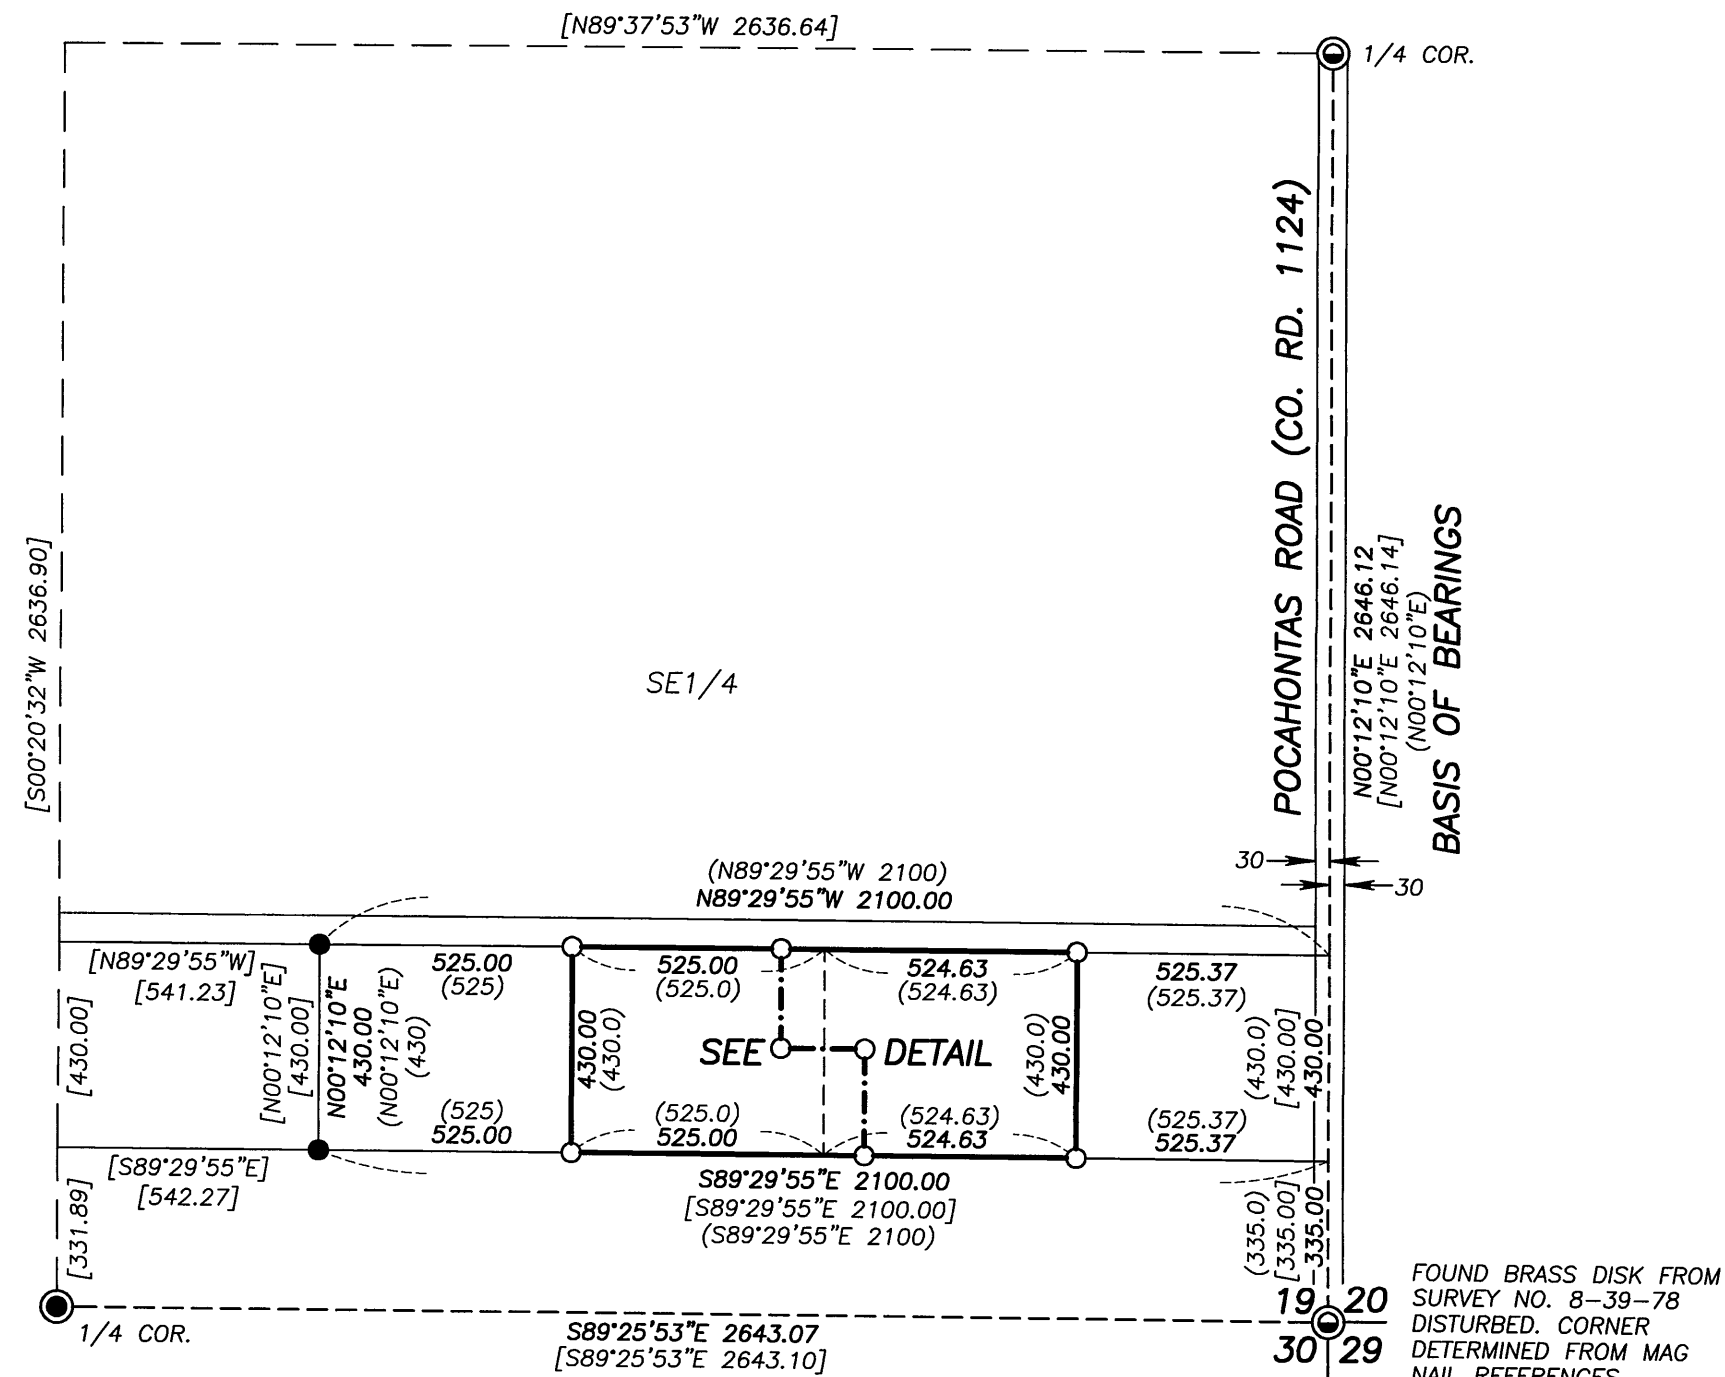 [N89°37'53"W 2636.64]
1/4 COR.
POCAHONTAS ROAD (CO. RD. 1124)
[S00°20'32"W 2636.90]
N00°12'10"E 2646.12
[N00°12'10"E 2646.14]
(N00°12'10"E)
BASIS OF BEARINGS
SE1/4
30
30
(N89°29'55"W 2100)
N89°29'55"W 2100.00
[N89°29'55"W]
[541.23]
525.00
(525)
525.00
(525.0)
524.63
(524.63)
525.37
(525.37)
[430.00]
[N00°12'10"E]
[430.00]
N00°12'10"E
430.00
(N00°12'10"E)
(430)
430.00
(430.0)
SEE DETAIL
(430.0)
430.00
(430.0)
[430.00]
430.00
(525)
525.00
(525.0)
525.00
(524.63)
524.63
(525.37)
525.37
[S89°29'55"E]
[542.27]
S89°29'55"E 2100.00
[S89°29'55"E 2100.00]
(S89°29'55"E 2100)
[331.89]
(335.0)
[335.00]
335.00
1/4 COR.
S89°25'53"E 2643.07
[S89°25'53"E 2643.10]
19 20
30 29
FOUND BRASS DISK FROM
SURVEY NO. 8-39-78
DISTURBED. CORNER
DETERMINED FROM MAG
NAIL REFERENCES